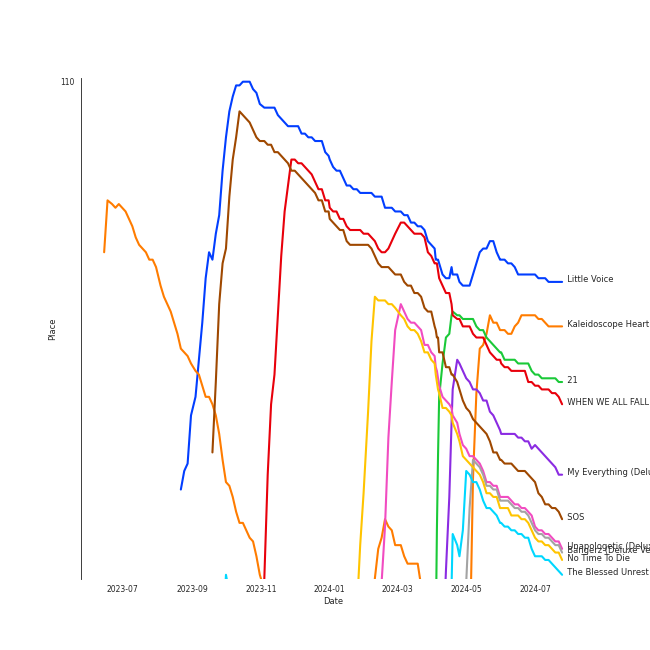 110
Place
Little Voice
Kaleidoscope Heart
21
WHEN WE ALL FALL
My Everything (Delu
SOS
Unapologetic (Delux
Bangerz (Deluxe Ve
No Time To Die
The Blessed Unrest
2023-07
2023-09
2023-11
2024-01
2024-03
2024-05
2024-07
Date